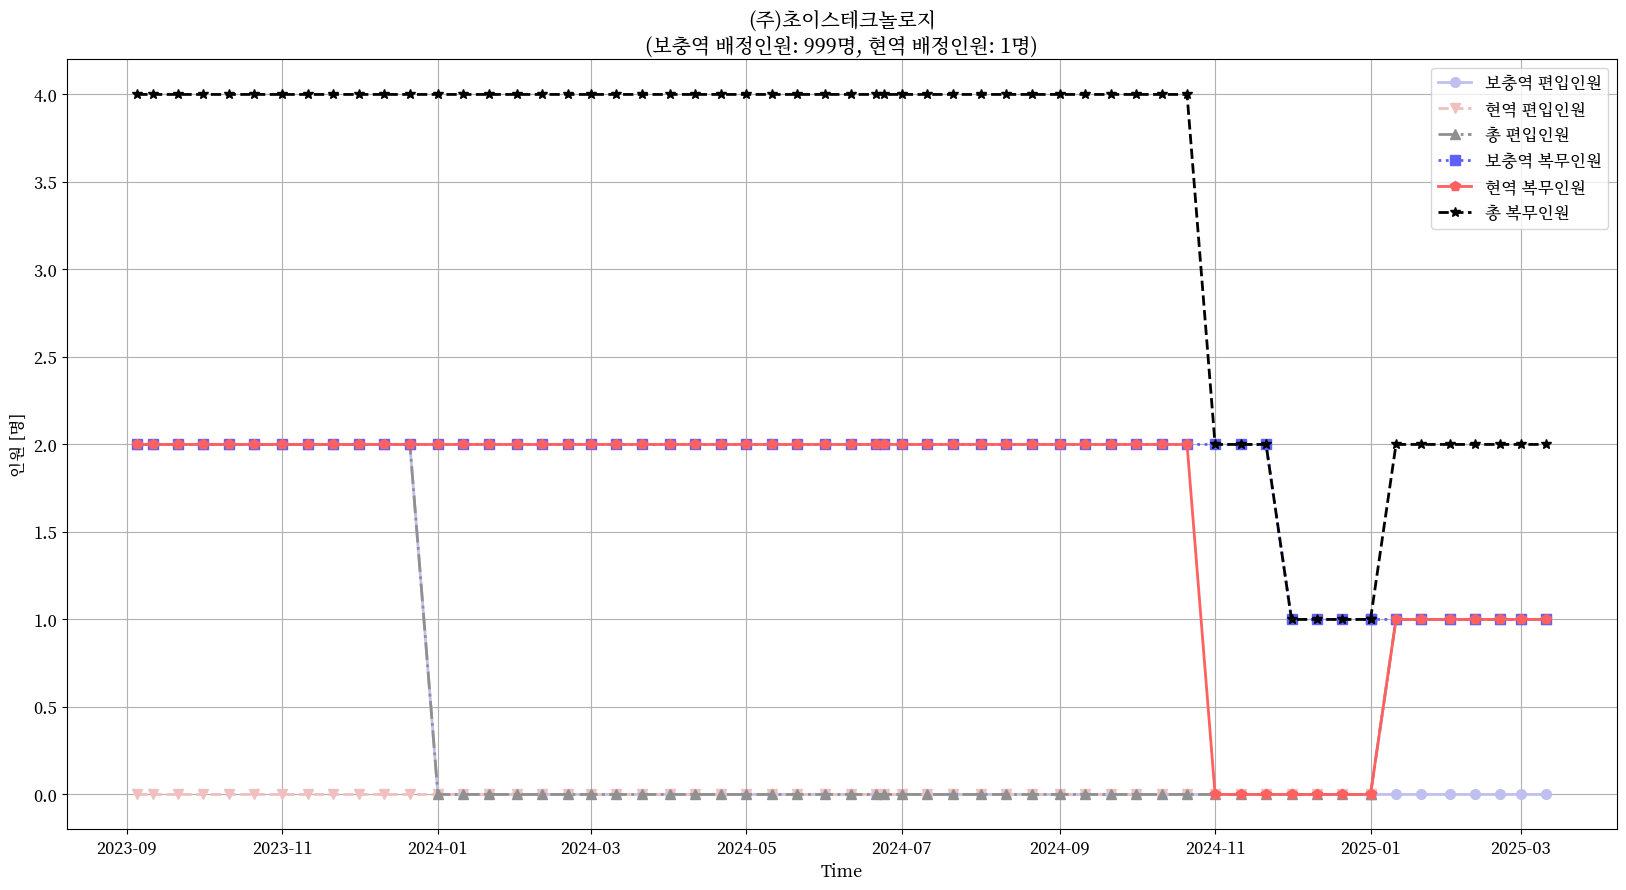 (주)초이스테크놀로지
(보충역 배정인원: 999명, 현역 배정인원: 1명)
보충역 편입인원
현역 편입인원
총 편입인원
보충역 복무인원
현역 복무인원
총 복무인원
4.0
3.5
3.0
2.5
2.0
1.5
1.0
0.5
0.0
인원 [명]
2023-09 2023-11 2024-01 2024-03 2024-05 2024-07 2024-09 2024-11 2025-01 2025-03
Time